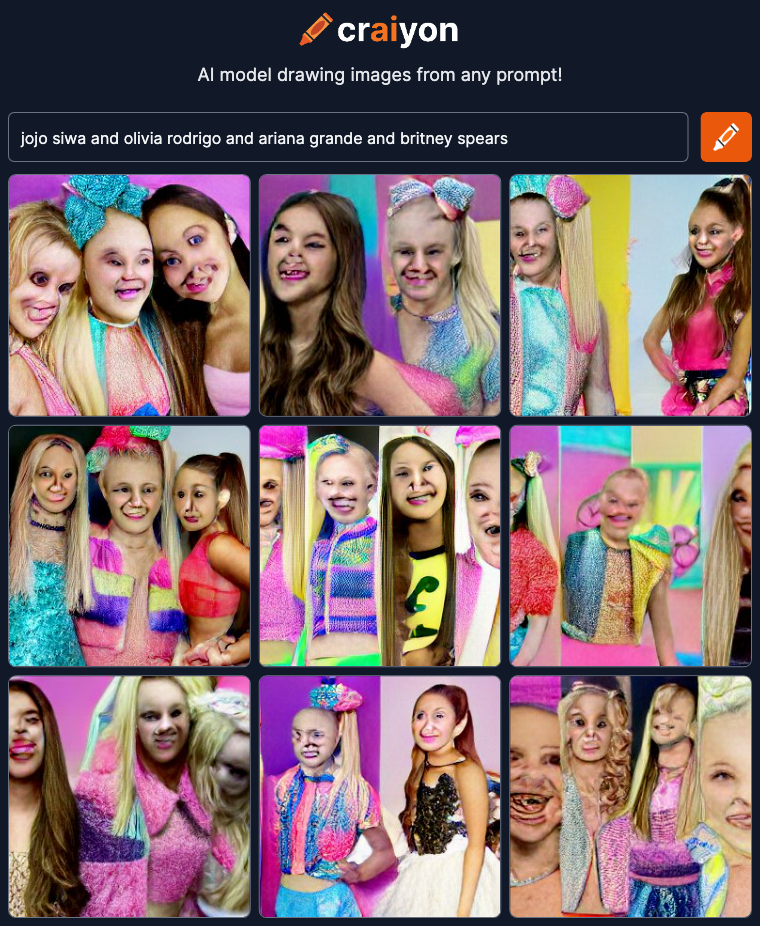 craiyon
AI model drawing images from any prompt!
jojo siwa and olivia rodrigo and ariana grande and britney spears